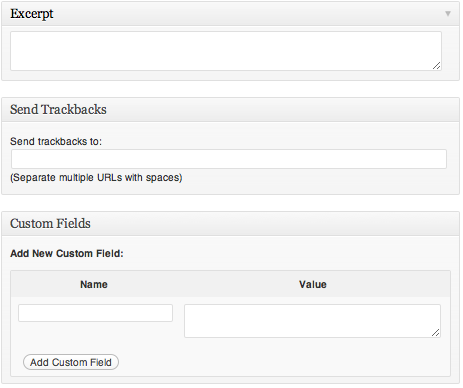 Excerpt
Send Trackbacks
Send trackbacks to:
(Separate multiple URLs with spaces)
Custom Fields
Add New Custom Field:
Name Value
Add Custom Field